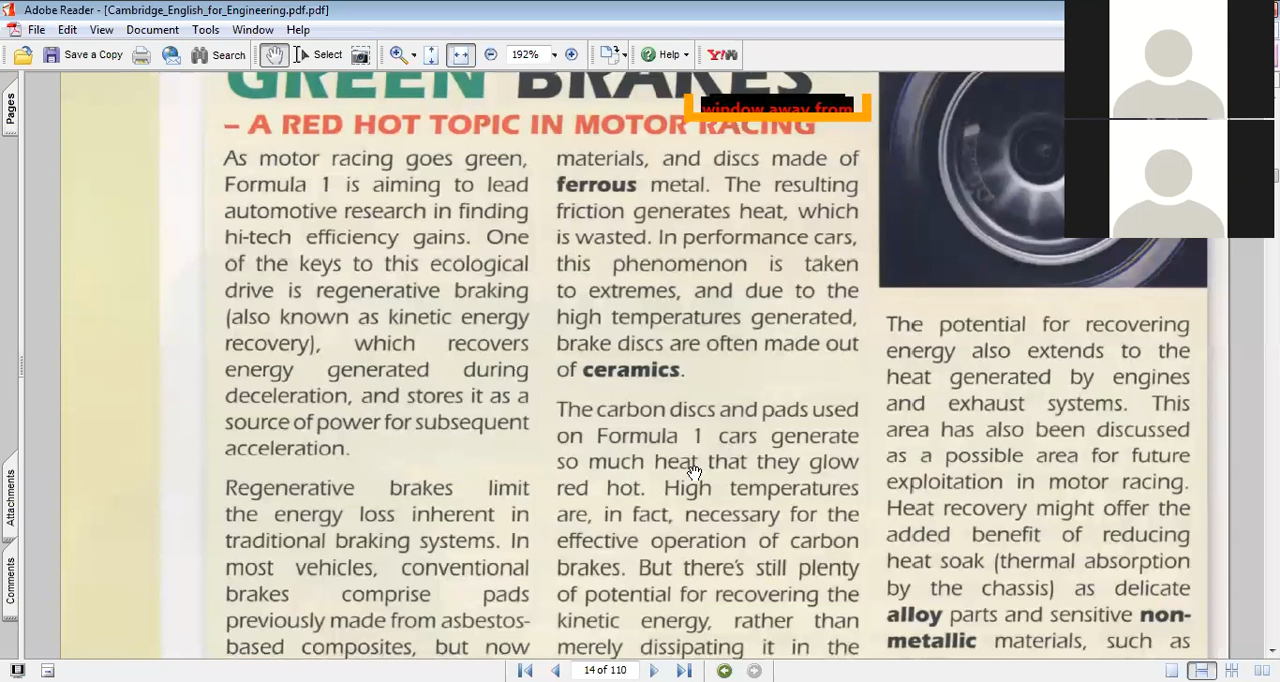 Adobe Reader - [Cambridge_English_for_Engineering.pdf.pdf]
File Edit View Document Tools Window Help
Save a Copy Search Select 192% Help Y!
Pages
Attachments
Comments
GREEN BRAKES
window away from
– A RED HOT TOPIC IN MOTOR RACING
As motor racing goes green,
Formula 1 is aiming to lead
automotive research in finding
hi-tech efficiency gains. One
of the keys to this ecological
drive is regenerative braking
(also known as kinetic energy
recovery), which recovers
energy generated during
deceleration, and stores it as a
source of power for subsequent
acceleration.
Regenerative brakes limit
the energy loss inherent in
traditional braking systems. In
most vehicles, conventional
brakes comprise pads
previously made from asbestos-
based composites, but now
materials, and discs made of
ferrous metal. The resulting
friction generates heat, which
is wasted. In performance cars,
this phenomenon is taken
to extremes, and due to the
high temperatures generated,
brake discs are often made out
of ceramics.
The carbon discs and pads used
on Formula 1 cars generate
so much heat that they glow
red hot. High temperatures
are, in fact, necessary for the
effective operation of carbon
brakes. But there's still plenty
of potential for recovering the
kinetic energy, rather than
merely dissipating it in the
The potential for recovering
energy also extends to the
heat generated by engines
and exhaust systems. This
area has also been discussed
as a possible area for future
exploitation in motor racing.
Heat recovery might offer the
added benefit of reducing
heat soak (thermal absorption
by the chassis) as delicate
alloy parts and sensitive non-
metallic materials, such as
14 of 110